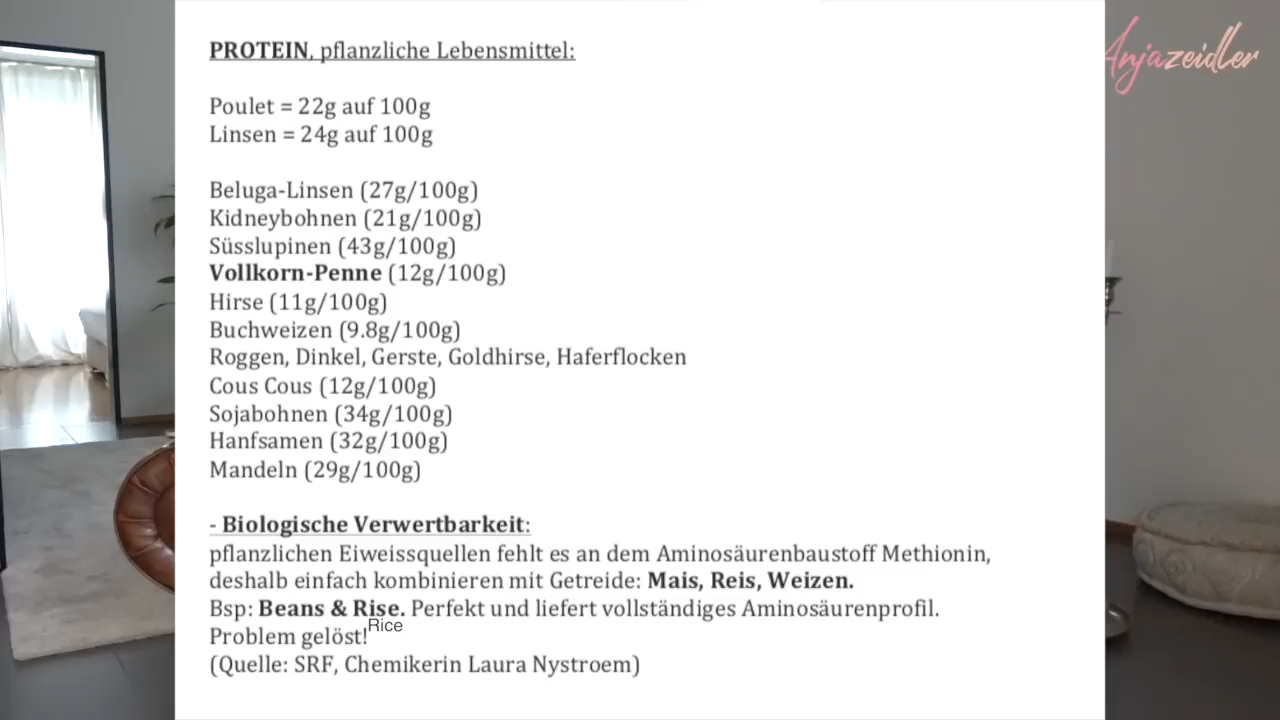 Anjazeidler
PROTEIN, pflanzliche Lebensmittel:
Poulet = 22g auf 100g
Linsen = 24g auf 100g
Beluga-Linsen (27g/100g)
Kidneybohnen (21g/100g)
Süsslupinen (43g/100g)
Vollkorn-Penne (12g/100g)
Hirse (11g/100g)
Buchweizen (9.8g/100g)
Roggen, Dinkel, Gerste, Goldhirse, Haferflocken
Cous Cous (12g/100g)
Sojabohnen (34g/100g)
Hanfsamen (32g/100g)
Mandeln (29g/100g)
- Biologische Verwertbarkeit:
pflanzlichen Eiweissquellen fehlt es an dem Aminosäurenbaustoff Methionin,
deshalb einfach kombinieren mit Getreide: Mais, Reis, Weizen.
Bsp: Beans & Rise. Perfekt und liefert vollständiges Aminosäurenprofil.
Rice
Problem gelöst!
(Quelle: SRF, Chemikerin Laura Nystroem)